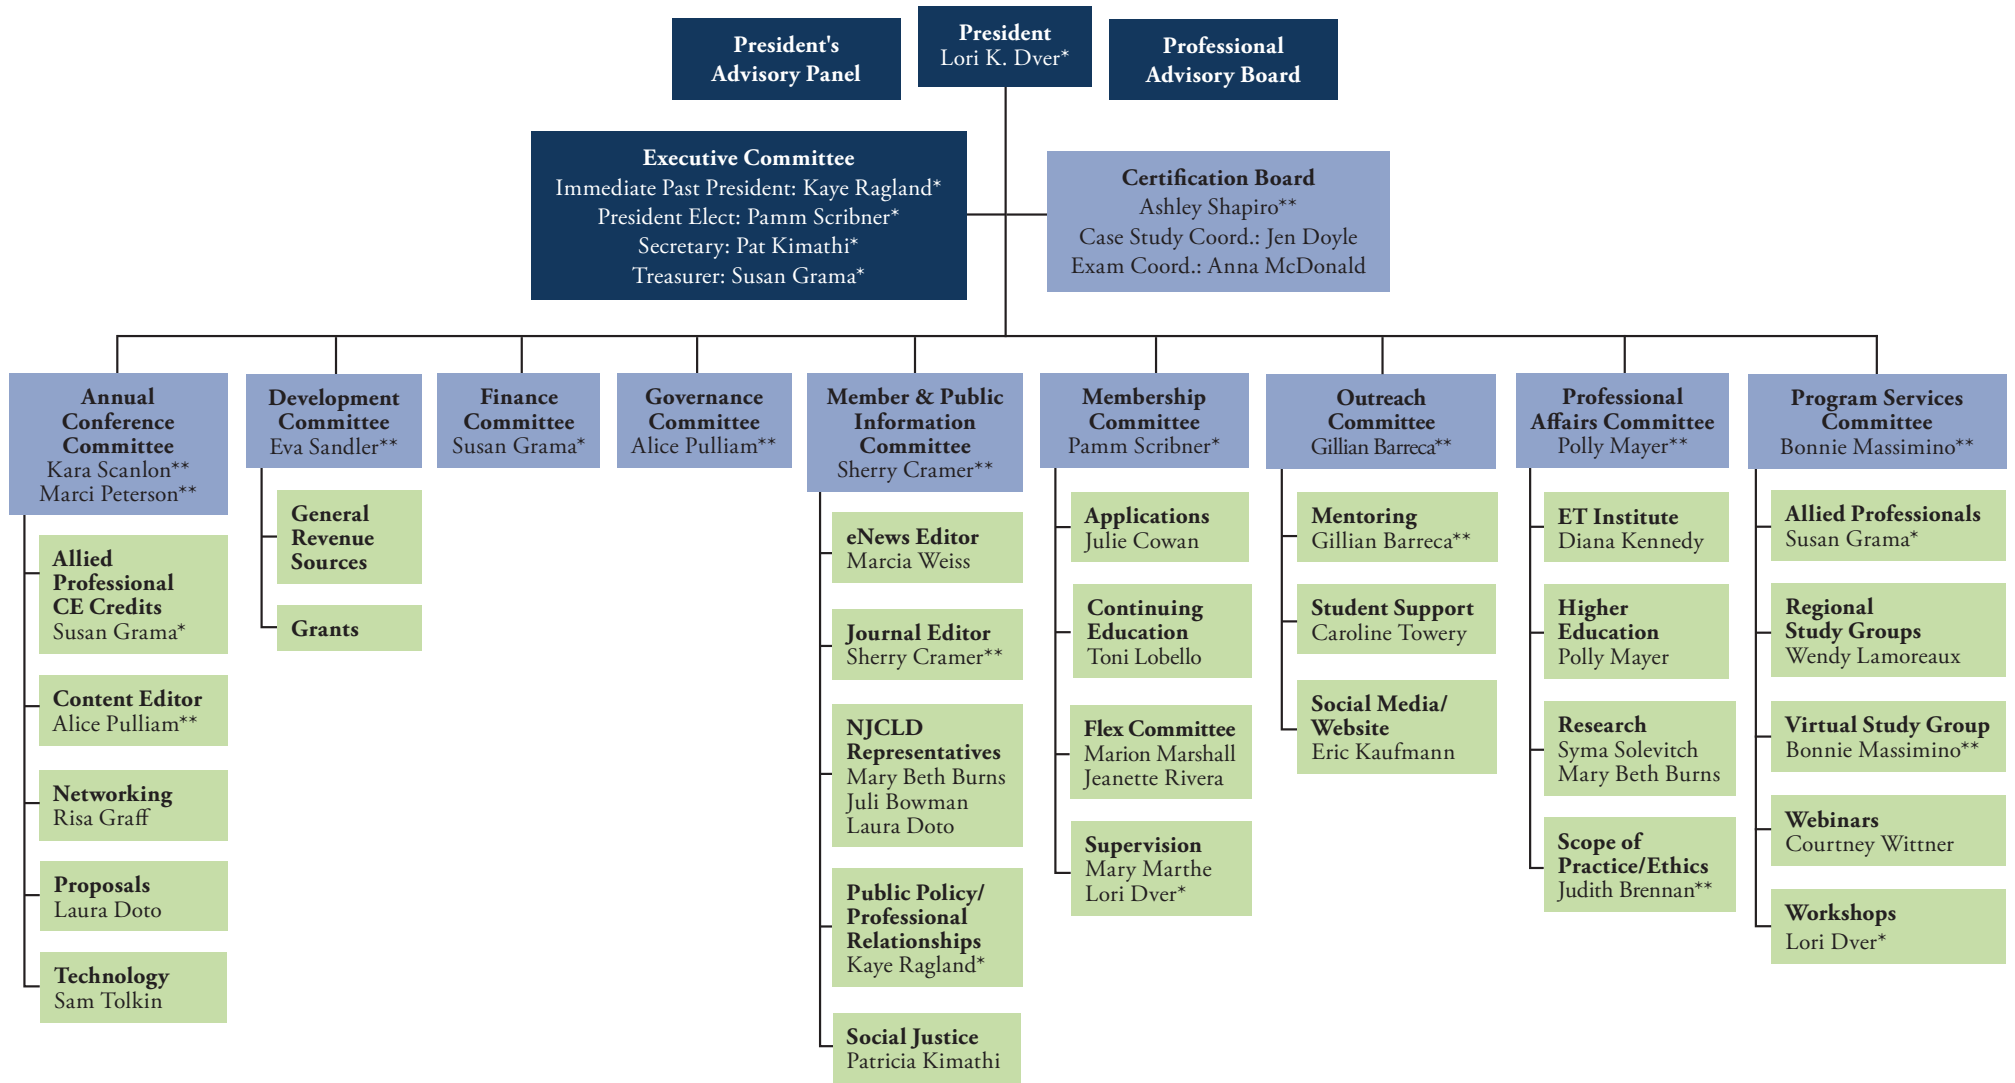 President's
Advisory Panel
President
Lori K. Dver*
Professional
Advisory Board
Executive Committee
Immediate Past President: Kaye Ragland*
President Elect: Pamm Scribner*
Secretary: Pat Kimathi*
Treasurer: Susan Grama*
Certification Board
Ashley Shapiro**
Case Study Coord.: Jen Doyle
Exam Coord.: Anna McDonald
Annual
Conference
Committee
Kara Scanlon**
Marci Peterson**
Allied
Professional
CE Credits
Susan Grama*
Content Editor
Alice Pulliam**
Networking
Risa Graff
Proposals
Laura Doto
Technology
Sam Tolkin
Development
Committee
Eva Sandler**
General
Revenue
Sources
Grants
Finance
Committee
Susan Grama*
Governance
Committee
Alice Pulliam**
Member & Public
Information
Committee
Sherry Cramer**
eNews Editor
Marcia Weiss
Journal Editor
Sherry Cramer**
NJCLD
Representatives
Mary Beth Burns
Juli Bowman
Laura Doto
Public Policy/
Professional
Relationships
Kaye Ragland*
Social Justice
Patricia Kimathi
Membership
Committee
Pamm Scribner*
Applications
Julie Cowan
Continuing
Education
Toni Lobello
Flex Committee
Marion Marshall
Jeanette Rivera
Supervision
Mary Marthe
Lori Dver*
Outreach
Committee
Gillian Barreca**
Mentoring
Gillian Barreca**
Student Support
Caroline Towery
Social Media/
Website
Eric Kaufmann
Professional
Affairs Committee
Polly Mayer**
ET Institute
Diana Kennedy
Higher
Education
Polly Mayer
Research
Syma Solevitch
Mary Beth Burns
Scope of
Practice/Ethics
Judith Brennan**
Program Services
Committee
Bonnie Massimino**
Allied Professionals
Susan Grama*
Regional
Study Groups
Wendy Lamoreaux
Virtual Study Group
Bonnie Massimino**
Webinars
Courtney Wittner
Workshops
Lori Dver*